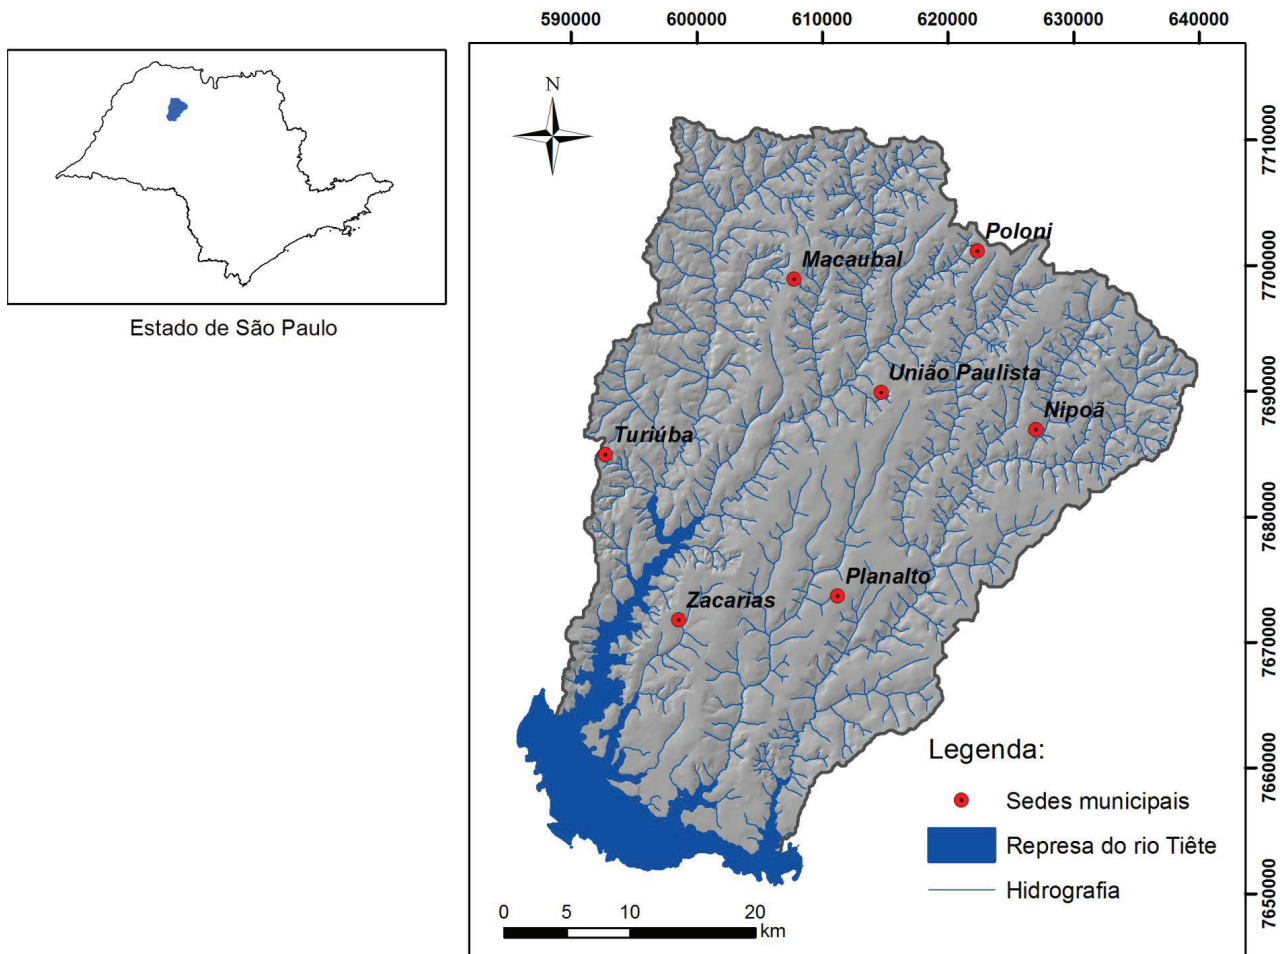 590000 600000 610000 620000 630000 640000
N
Estado de São Paulo
Poloni
Macaubal
União Paulista
Nipoã
Turiúba
Planalto
Zacarias
7710000
7700000
7690000
7680000
7670000
7660000
7650000
Legenda:
Sedes municipais
Represa do rio Tiête
Hidrografia
0 5 10 20
km